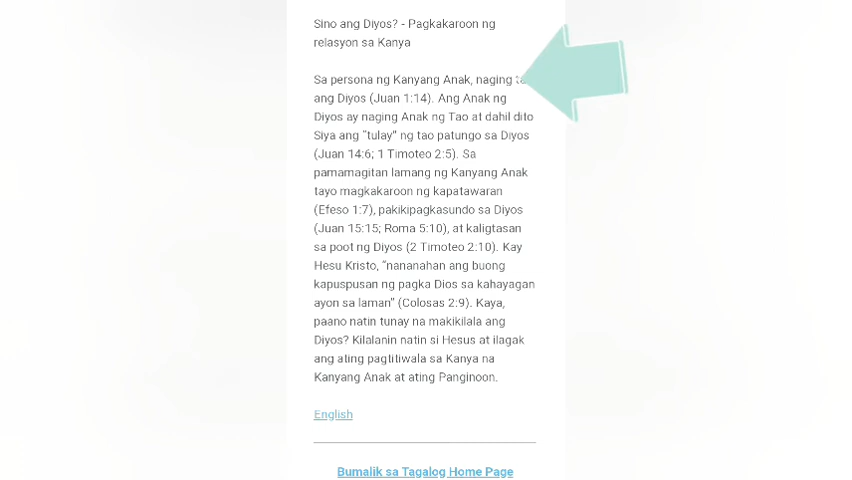 Sino ang Diyos? - Pagkakaroon ng
relasyon sa Kanya
Sa persona ng Kanyang Anak, naging
ang Diyos (Juan 1:14). Ang Anak ng
Diyos ay naging Anak ng Tao at dahil dito
Siya ang “tulay” ng tao patungo sa Diyos
(Juan 14:6; 1 Timoteo 2:5). Sa
pamamagitan lamang ng Kanyang Anak
tayo magkakaroon ng kapatawaran
(Efeso 1:7), pakikipagkasundo sa Diyos
(Juan 15:15; Roma 5:10), at kaligtasan
sa poot ng Diyos (2 Timoteo 2:10). Kay
Hesu Kristo, “nananahan ang buong
kapuspusan ng pagka Dios sa kahayagan
ayon sa laman” (Colosas 2:9). Kaya,
paano natin tunay na makikilala ang
Diyos? Kilalanin natin si Hesus at ilagak
ang ating pagtitiwala sa Kanya na
Kanyang Anak at ating Panginoon.
English
Bumalik sa Tagalog Home Page